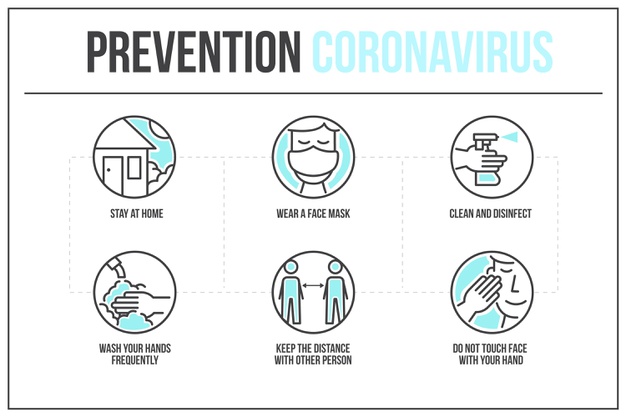 PREVENTION CORONAVIRUS
STAY AT HOME
WEAR A FACE MASK
CLEAN AND DISINFECT
WASH YOUR HANDS
FREQUENTLY
KEEP THE DISTANCE
WITH OTHER PERSON
DO NOT TOUCH FACE
WITH YOUR HAND